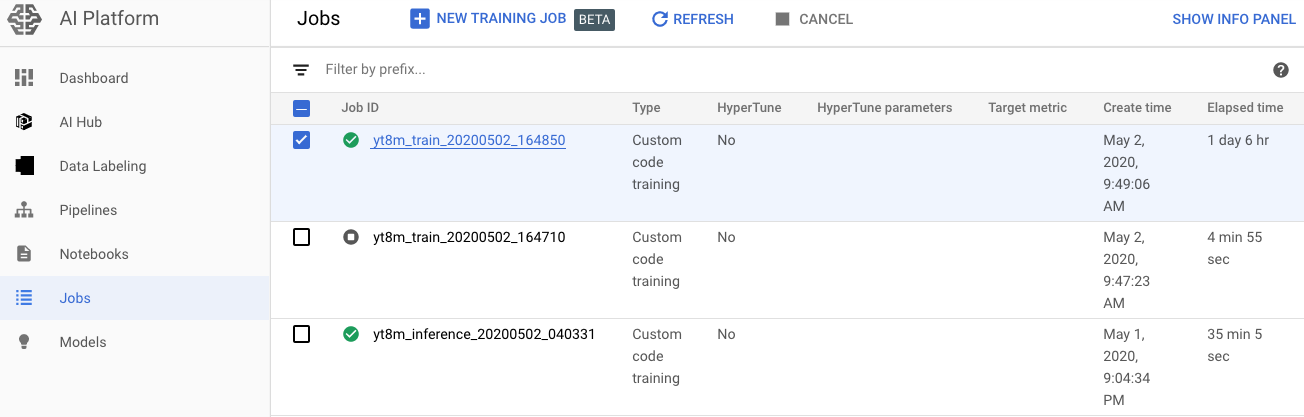 AI Platform
Jobs
NEW TRAINING JOB BETA
REFRESH
CANCEL
SHOW INFO PANEL
Dashboard
AI Hub
Data Labeling
Pipelines
Notebooks
Jobs
Models
Filter by prefix...
Job ID Type HyperTune HyperTune parameters Target metric Create time Elapsed time
yt8m_train_20200502_164850 Custom No May 2, 1 day 6 hr
code 2020,
training 9:49:06
AM
yt8m_train_20200502_164710 Custom No May 2, 4 min 55
code 2020, sec
training 9:47:23
AM
yt8m_inference_20200502_040331 Custom No May 1, 35 min 5
code 2020, sec
training 9:04:34
PM